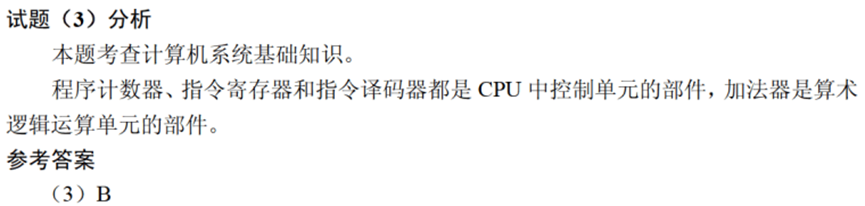 试题（3）分析
本题考查计算机系统基础知识。
程序计数器、指令寄存器和指令译码器都是 CPU 中控制单元的部件，加法器是算术
逻辑运算单元的部件。
参考答案
（3）B